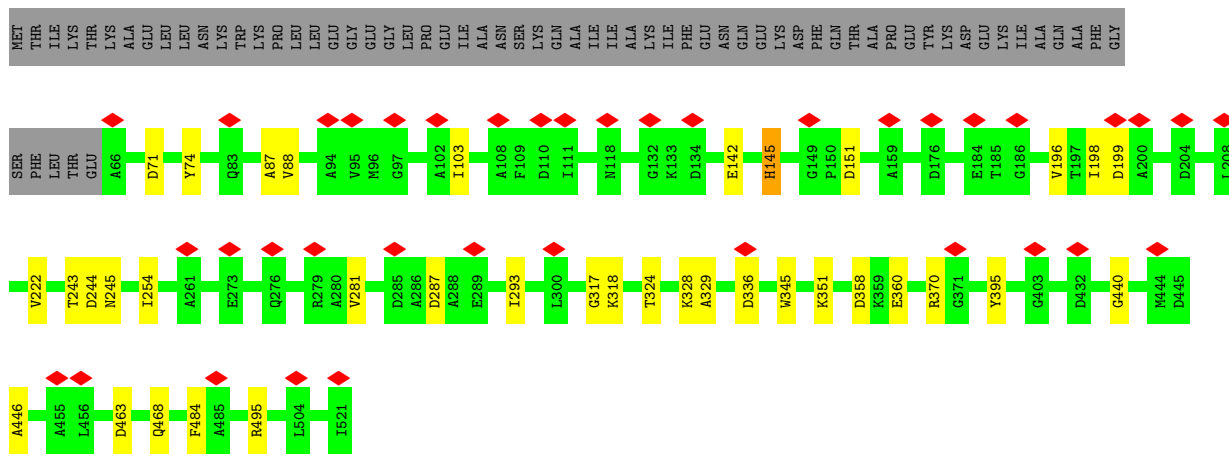 MET THR ILE LYS THR LYS ALA GLU LEU LEU ASN LYS TRP LYS PRO LEU LEU GLU GLY GLU GLY LEU PRO GLU ILE ALA ASN SER LYS GLN ALA ILE ILE ALA LYS ILE PHE GLU ASN GLN GLU LYS ASP PHE GLN THR ALA PRO GLU TYR LYS ASP GLU LYS ILE ALA GLN ALA PHE GLY
SER PHE LEU THR GLU A66 D71 Y74 Q83 A87 V88 A94 V95 M96 G97 A102 I103 A108 F109 D110 I111 N118 G132 K133 D134 E142 H145 G149 P150 D151 A159 D176 E184 T185 G186 V196 T197 I198 D199 A200 D204 L208
V222 T243 D244 N245 I254 A261 E273 Q276 R279 A280 V281 D285 A286 D287 A288 E289 I293 L300 G317 K318 T324 K328 A329 D336 W345 K351 D358 K359 E360 R370 G371 Y395 G403 D432 G440 M444 D445
A446 A455 L456 D463 Q468 F484 A485 R495 L504 I521